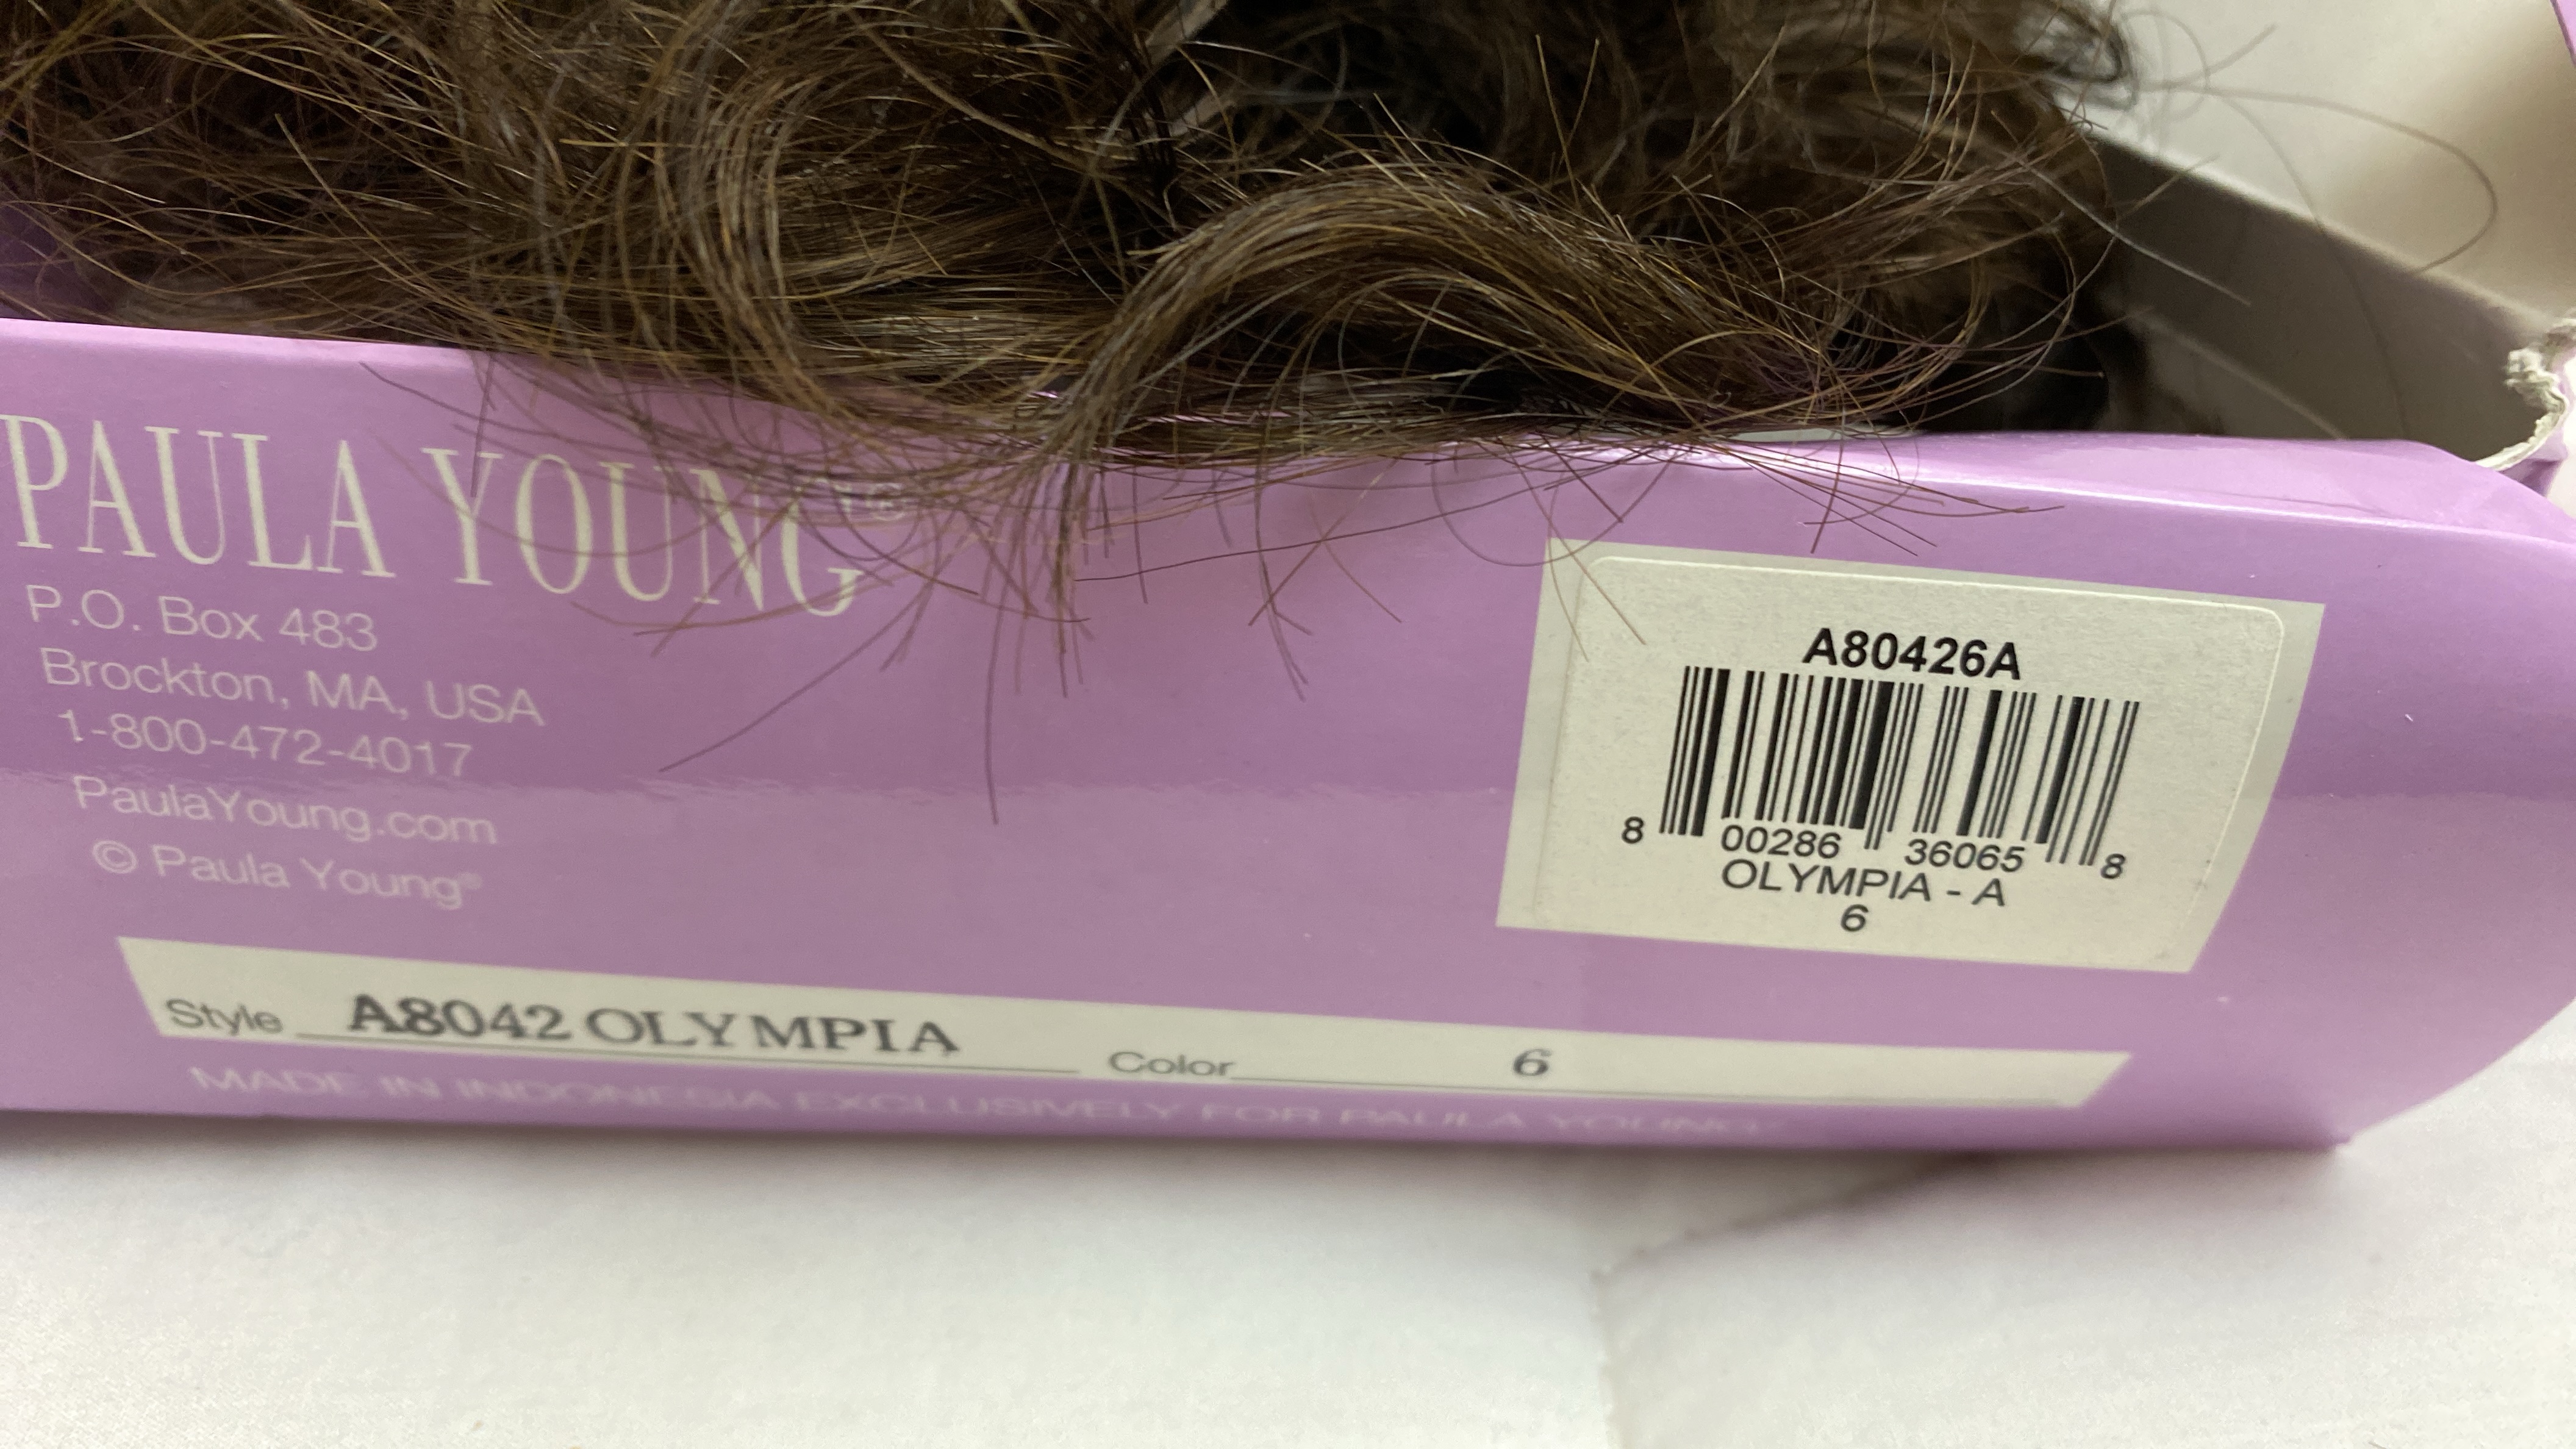 PAULA YOUNG®
P.O. Box 483
Brockton, MA, USA
1-800-472-4017
PaulaYoung.com
© Paula Young®
A80426A
8 00286 36065 8
OLYMPIA - A
6
Style A8042 OLYMPIA Color 6
MADE IN INDONESIA EXCLUSIVELY FOR PAULA YOUNG®